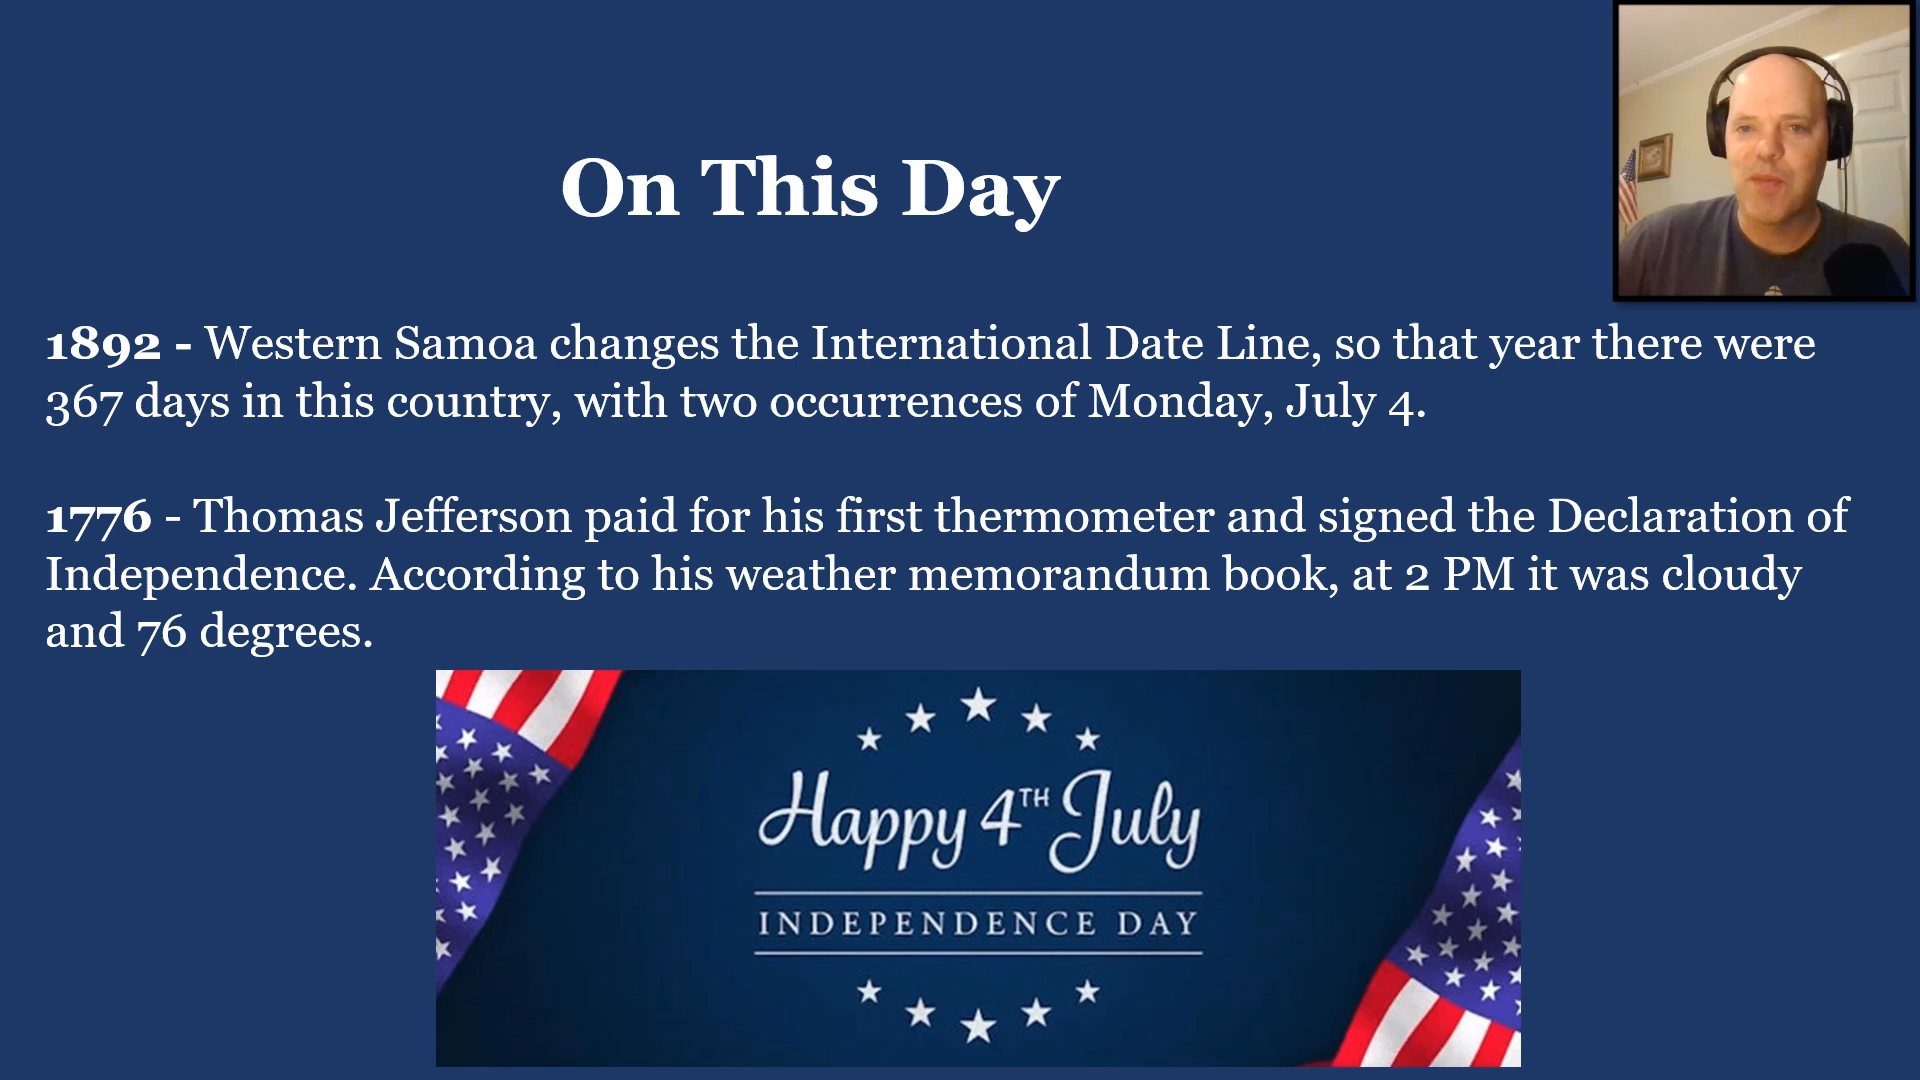 On This Day
1892 - Western Samoa changes the International Date Line, so that year there were
367 days in this country, with two occurrences of Monday, July 4.
1776 - Thomas Jefferson paid for his first thermometer and signed the Declaration of
Independence. According to his weather memorandum book, at 2 PM it was cloudy
and 76 degrees.
Happy 4TH July
INDEPENDENCE DAY